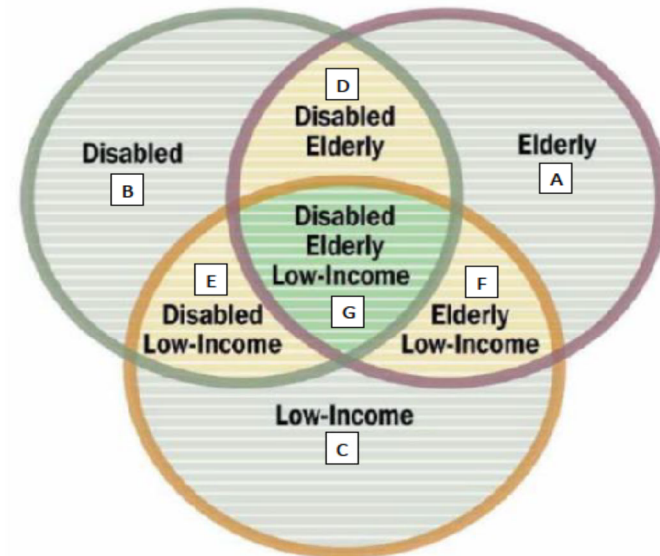 D
Disabled
Elderly
Disabled
B
Elderly
A
Disabled
Elderly
Low-Income
G
E
Disabled
Low-Income
F
Elderly
Low-Income
Low-Income
C